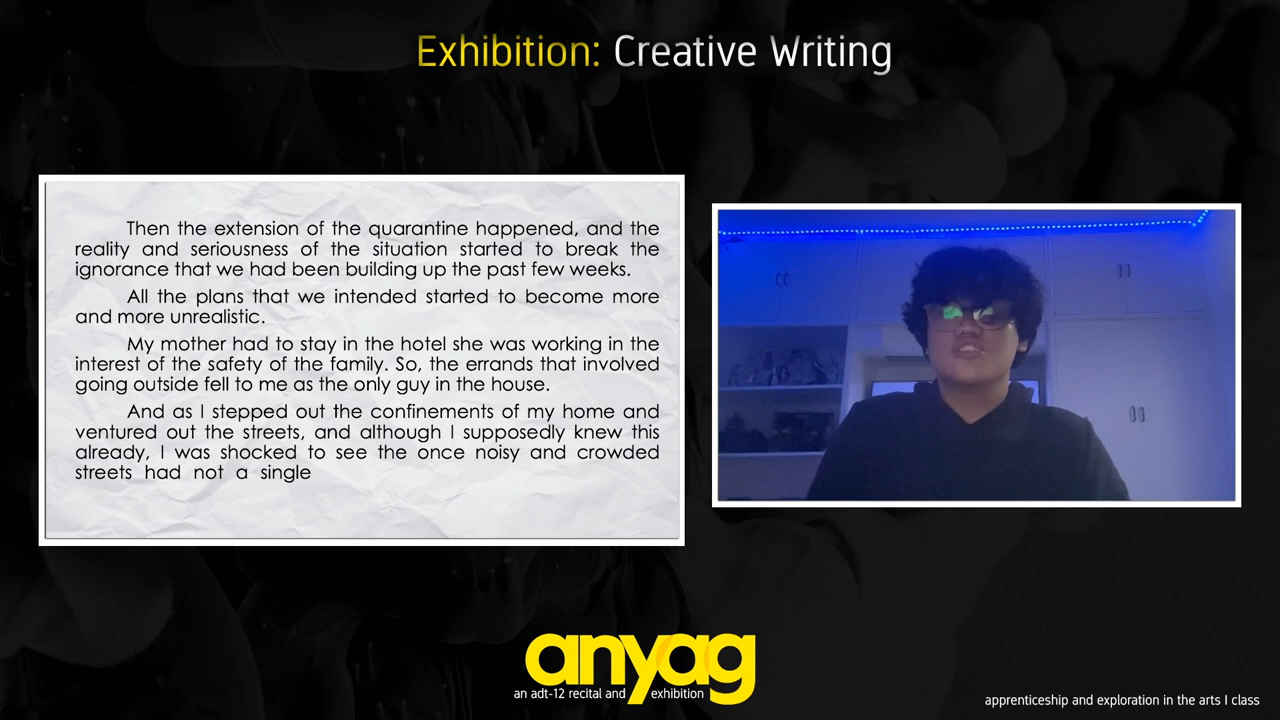 Exhibition: Creative Writing
Then the extension of the quarantine happened, and the
reality and seriousness of the situation started to break the
ignorance that we had been building up the past few weeks.
All the plans that we intended started to become more
and more unrealistic.
My mother had to stay in the hotel she was working in the
interest of the safety of the family. So, the errands that involved
going outside fell to me as the only guy in the house.
And as I stepped out the confinements of my home and
ventured out the streets, and although I supposedly knew this
already, I was shocked to see the once noisy and crowded
streets had not a single
anyag
an adt-12 recital and exhibition
apprenticeship and exploration in the arts I class